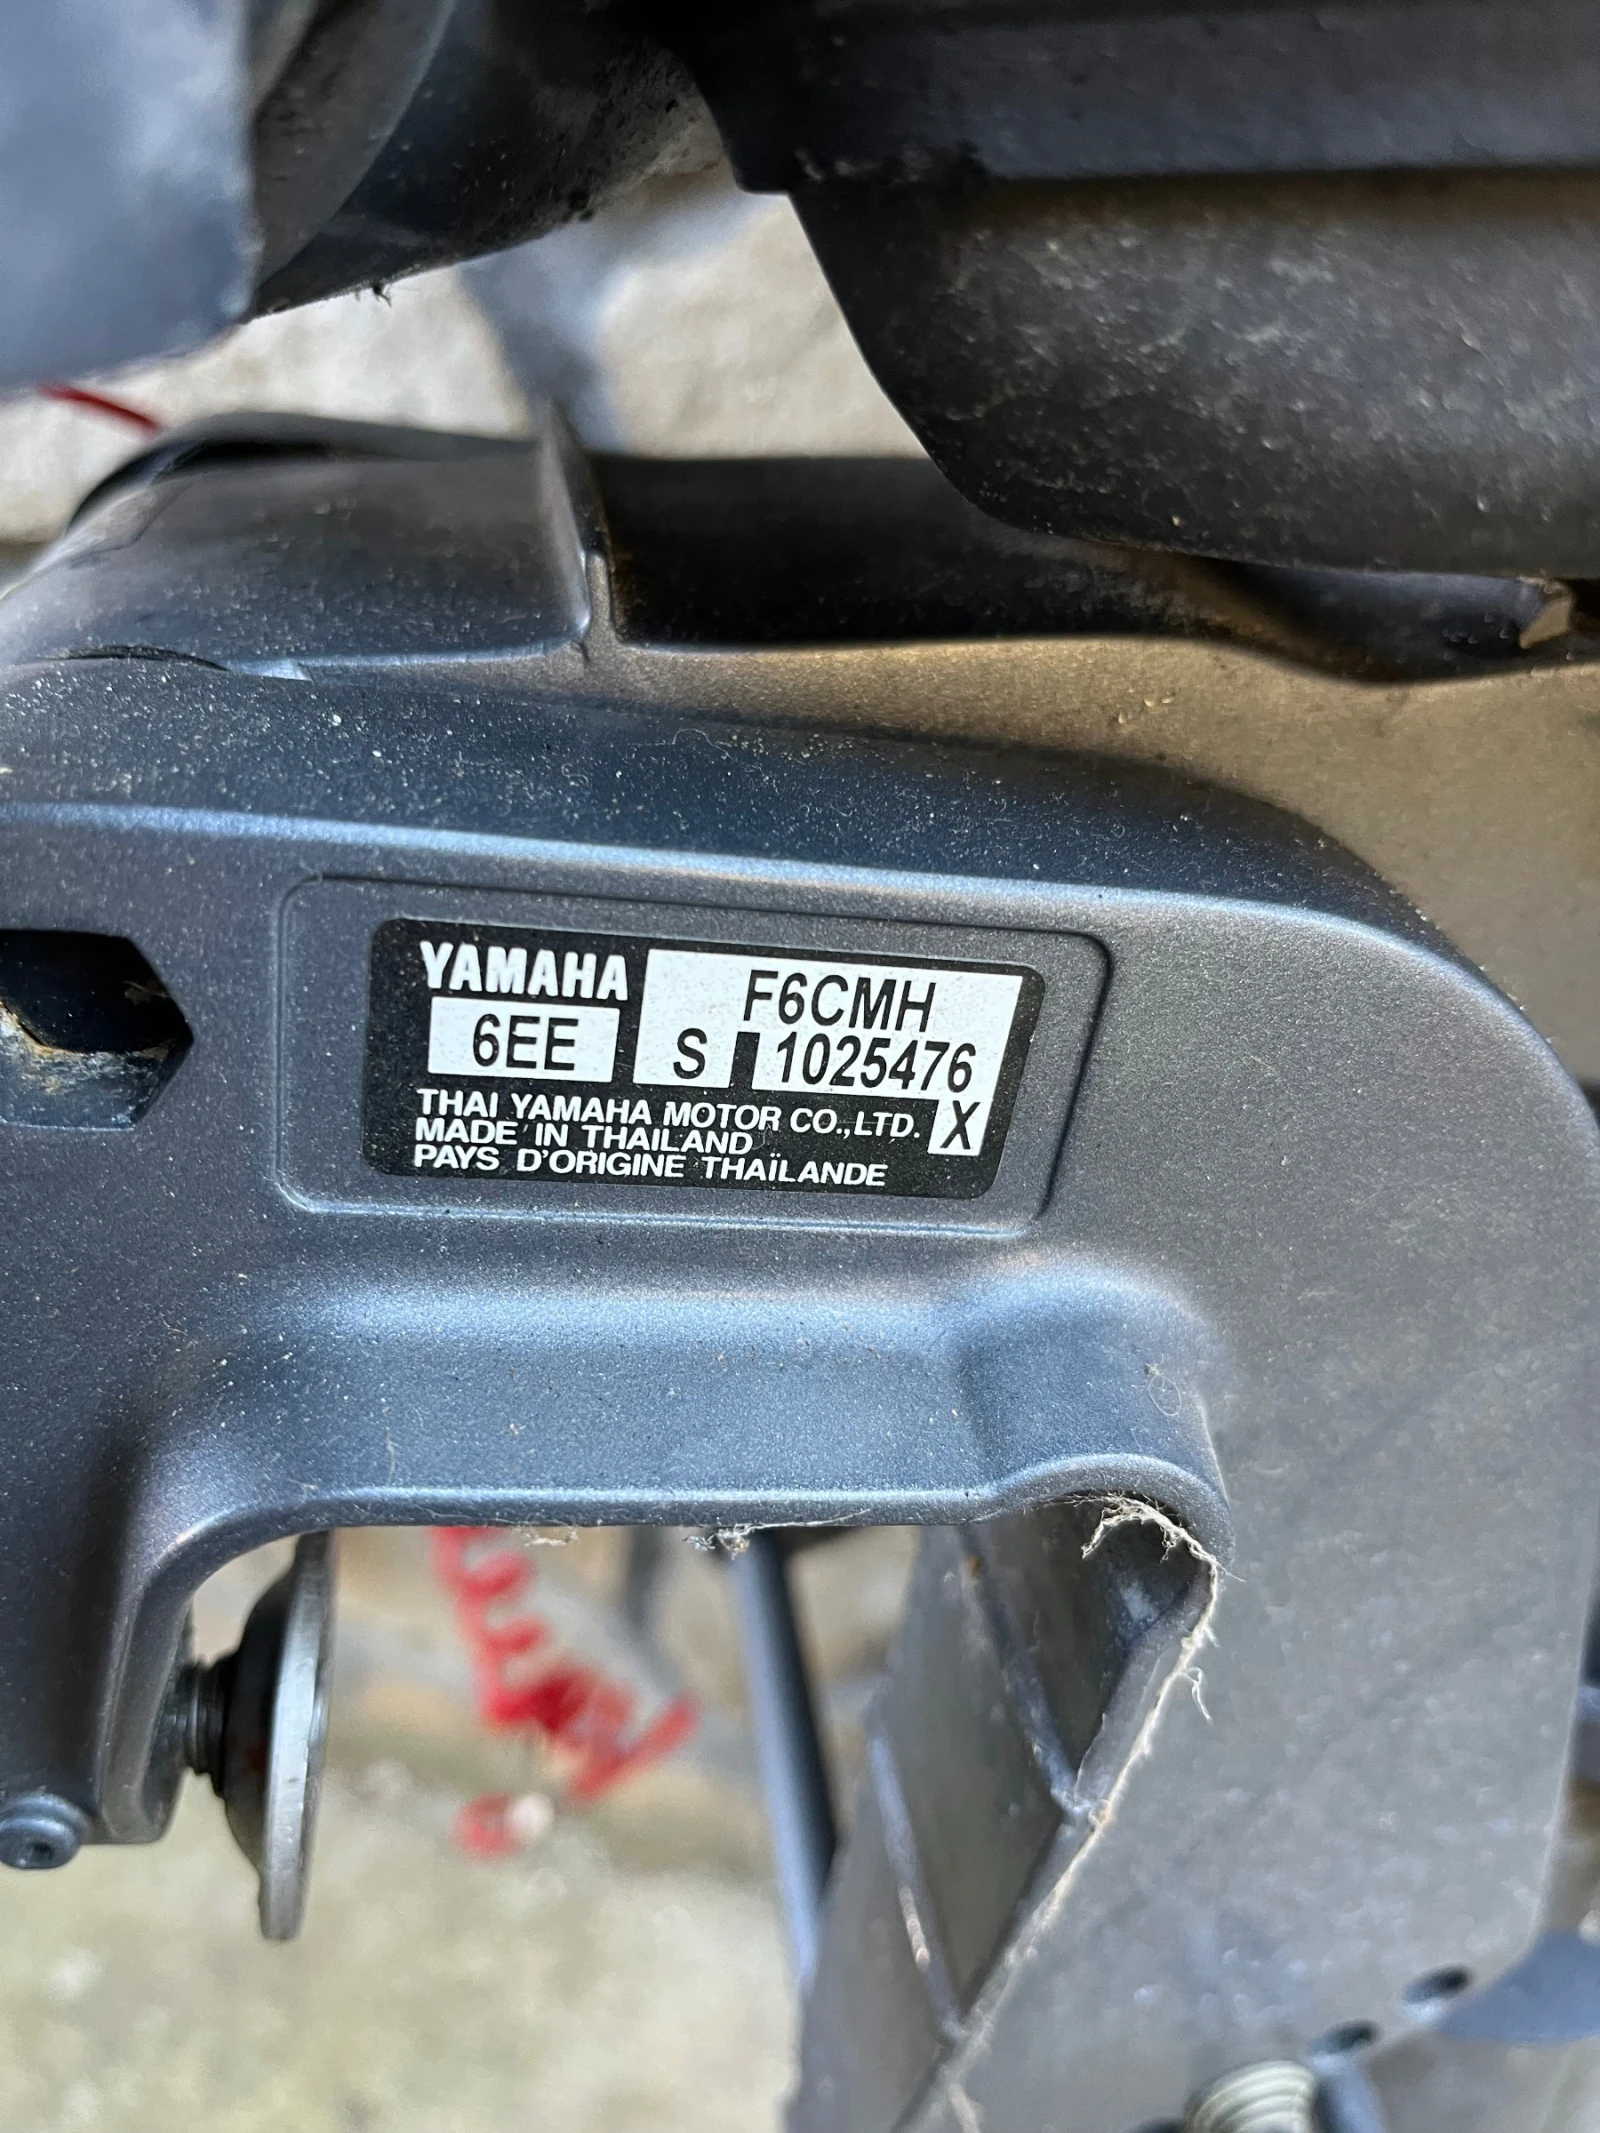 YAMAHA F6CMH
6EE S 1025476
THAI YAMAHA MOTOR CO.,LTD. X
MADE IN THAILAND
PAYS D'ORIGINE THAÏLANDE